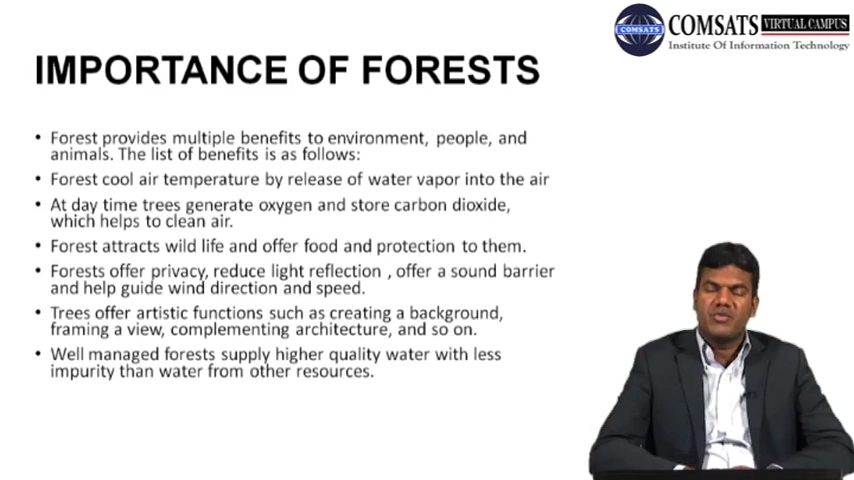 COMSATS VIRTUAL CAMPUS
COMSATS
Institute Of Information Technology
IMPORTANCE OF FORESTS
• Forest provides multiple benefits to environment, people, and
animals. The list of benefits is as follows:
• Forest cool air temperature by release of water vapor into the air
• At day time trees generate oxygen and store carbon dioxide,
which helps to clean air.
• Forest attracts wild life and offer food and protection to them.
• Forests offer privacy, reduce light reflection , offer a sound barrier
and help guide wind direction and speed.
• Trees offer artistic functions such as creating a background,
framing a view, complementing architecture, and so on.
• Well managed forests supply higher quality water with less
impurity than water from other resources.